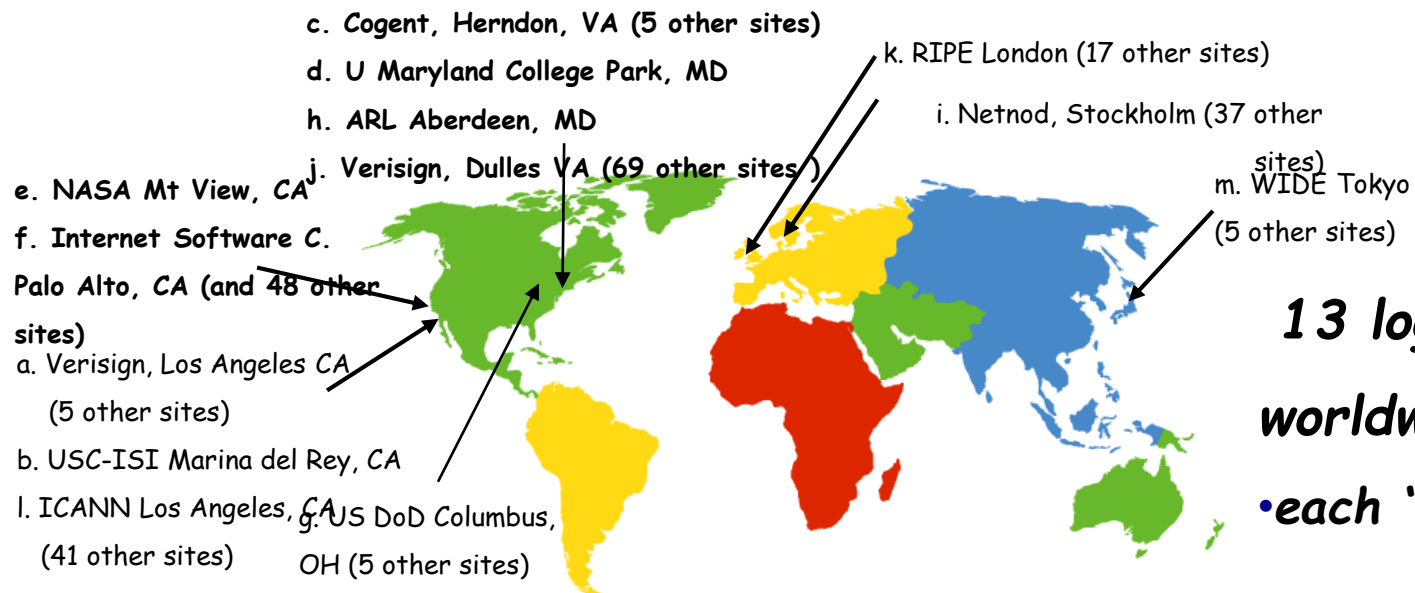 c. Cogent, Herndon, VA (5 other sites)
d. U Maryland College Park, MD
h. ARL Aberdeen, MD
j. Verisign, Dulles VA (69 other sites )
k. RIPE London (17 other sites)
i. Netnod, Stockholm (37 other
sites)
m. WIDE Tokyo
(5 other sites)
e. NASA Mt View, CA
f. Internet Software C.
Palo Alto, CA (and 48 other
sites)
a. Verisign, Los Angeles CA
(5 other sites)
b. USC-ISI Marina del Rey, CA
l. ICANN Los Angeles, CA
(41 other sites)
g. US DoD Columbus,
OH (5 other sites)
13
•each